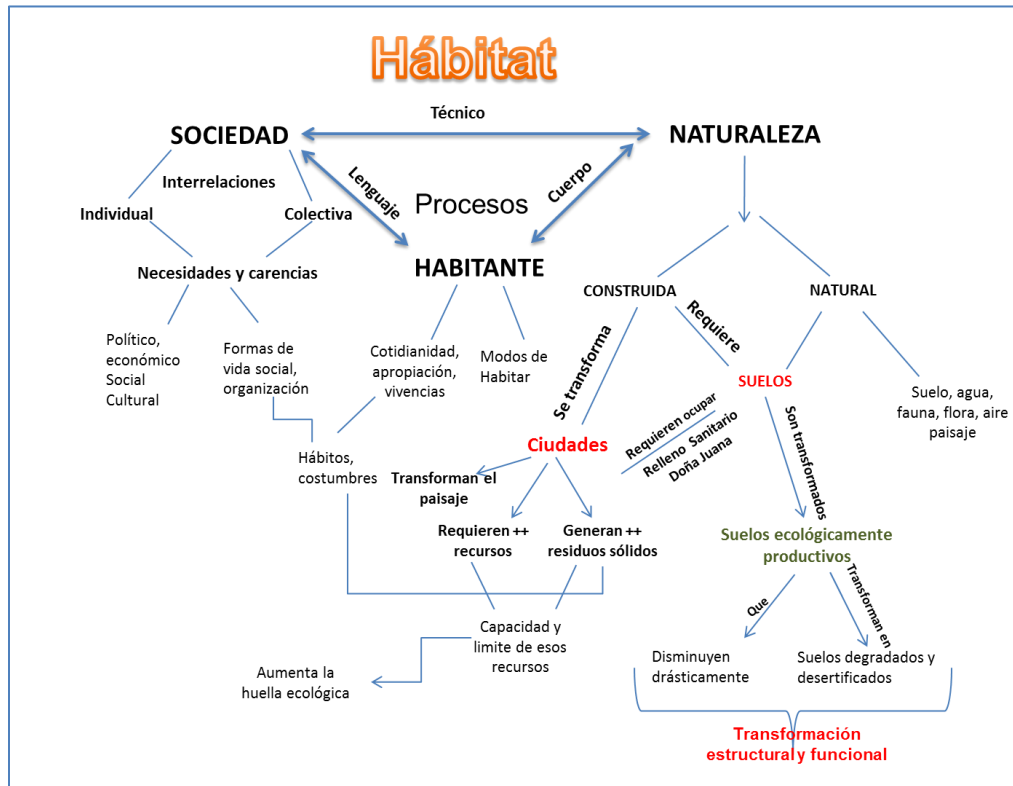 Hábitat
Técnico
SOCIEDAD
NATURALEZA
Interrelaciones
Lenguaje
Cuerpo
Procesos
Individual
Colectiva
HABITANTE
Necesidades y carencias
CONSTRUIDA
NATURAL
Requiere
Se transforma
Político,
económico
Social
Cultural
Formas de
vida social,
organización
Cotidianidad,
apropiación,
vivencias
Modos de
Habitar
SUELOS
Suelo, agua,
fauna, flora, aire
paisaje
Requieren ocupar
Relleno Sanitario
Doña Juana
Son transformados
Ciudades
Hábitos,
costumbres
Transforman el
paisaje
Requieren ++
recursos
Generan ++
residuos sólidos
Suelos ecológicamente
productivos
Que
Transforman en
Capacidad y
limite de esos
recursos
Aumenta la
huella ecológica
Disminuyen
drásticamente
Suelos degradados y
desertificados
Transformación
estructural y funcional